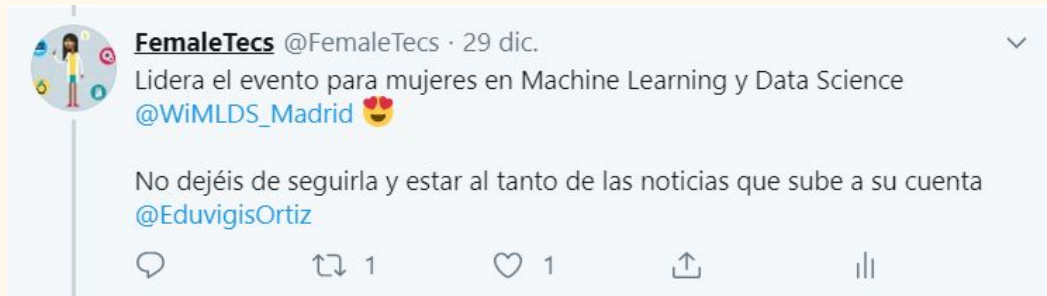 FemaleTecs @FemaleTecs · 29 dic.
Lidera el evento para mujeres en Machine Learning y Data Science
@WiMLDS_Madrid 😍
No dejéis de seguirla y estar al tanto de las noticias que sube a su cuenta
@EduvigisOrtiz
1 1